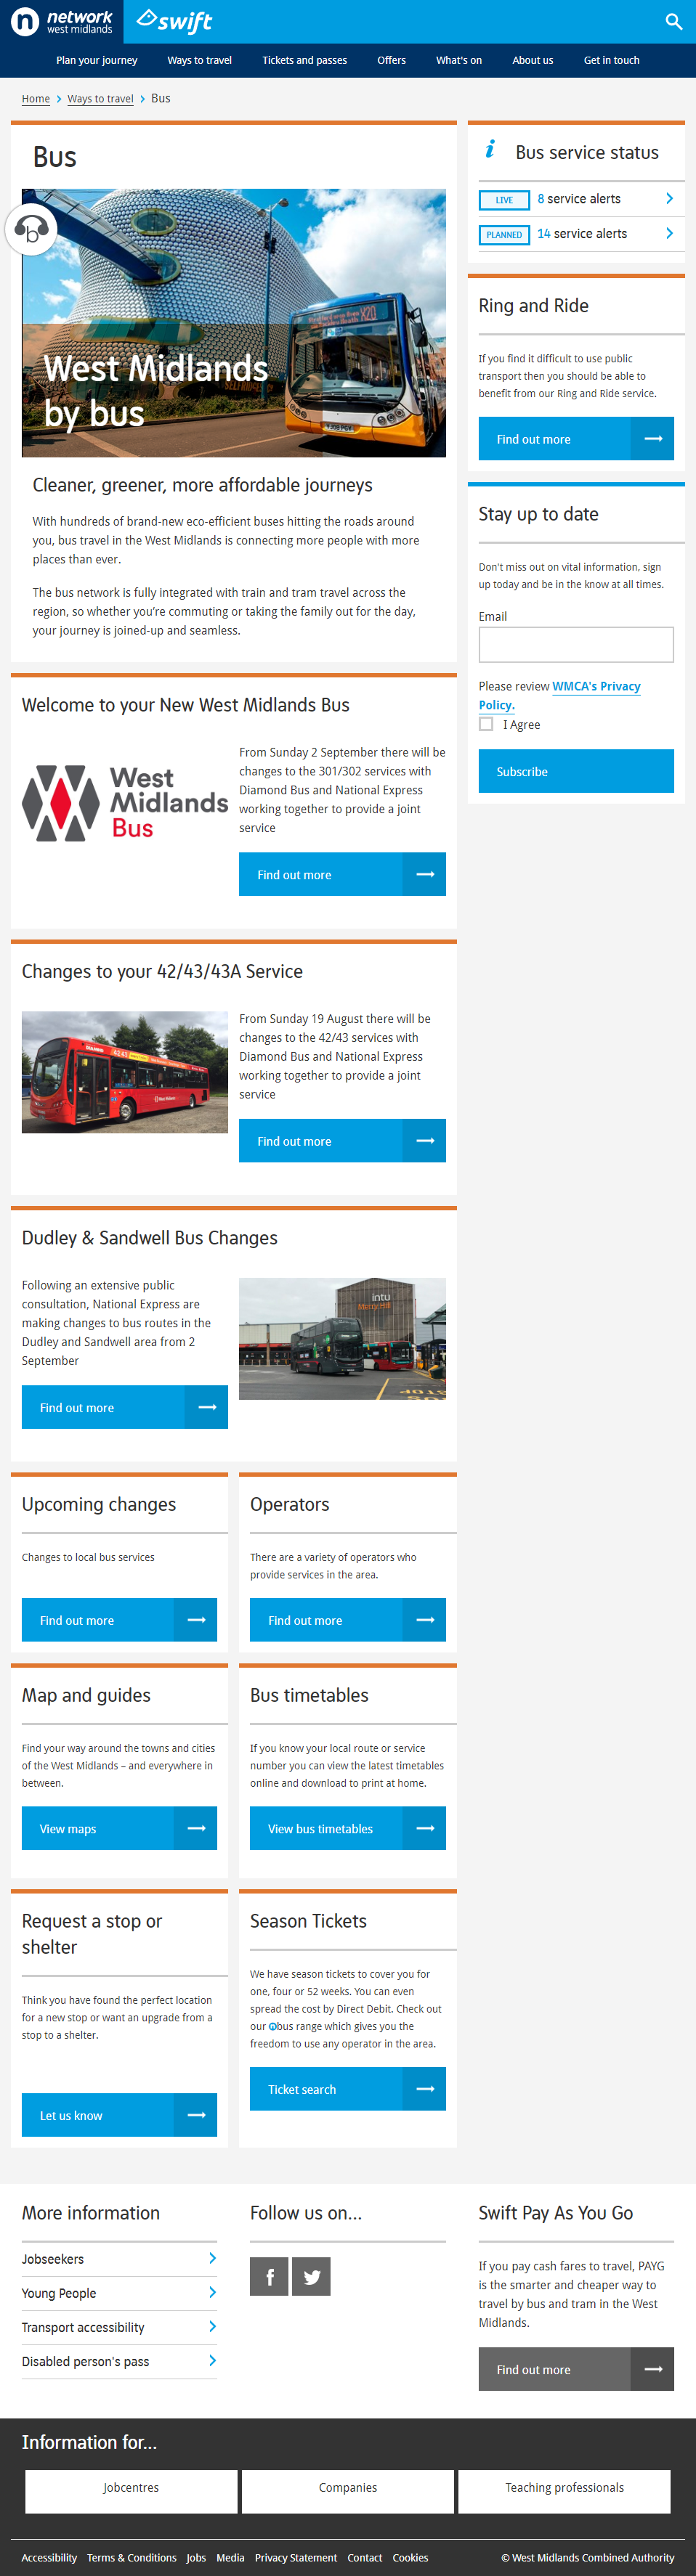 network
west midlands
swift
Plan your journey Ways to travel Tickets and passes Offers What's on About us Get in touch
Home Ways to travel Bus
Bus
West Midlands
by bus
Cleaner, greener, more affordable journeys
With hundreds of brand-new eco-efficient buses hitting the roads around
you, bus travel in the West Midlands is connecting more people with more
places than ever.
The bus network is fully integrated with train and tram travel across the
region, so whether you're commuting or taking the family out for the day,
your journey is joined-up and seamless.
Bus service status
LIVE 8 service alerts
PLANNED 14 service alerts
Ring and Ride
If you find it difficult to use public
transport then you should be able to
benefit from our Ring and Ride service.
Find out more
Stay up to date
Don't miss out on vital information, sign
up today and be in the know at all times.
Email
Please review WMCA's Privacy
Policy.
I Agree
Subscribe
Welcome to your New West Midlands Bus
West
Midlands
Bus
From Sunday 2 September there will be
changes to the 301/302 services with
Diamond Bus and National Express
working together to provide a joint
service
Find out more
Changes to your 42/43/43A Service
From Sunday 19 August there will be
changes to the 42/43 services with
Diamond Bus and National Express
working together to provide a joint
service
Find out more
Dudley & Sandwell Bus Changes
Following an extensive public
consultation, National Express are
making changes to bus routes in the
Dudley and Sandwell area from 2
September
Find out more
intu
Merry Hill
Upcoming changes
Changes to local bus services
Find out more
Operators
There are a variety of operators who
provide services in the area.
Find out more
Map and guides
Find your way around the towns and cities
of the West Midlands – and everywhere in
between.
View maps
Bus timetables
If you know your local route or service
number you can view the latest timetables
online and download to print at home.
View bus timetables
Request a stop or
shelter
Think you have found the perfect location
for a new stop or want an upgrade from a
stop to a shelter.
Let us know
Season Tickets
We have season tickets to cover you for
one, four or 52 weeks. You can even
spread the cost by Direct Debit. Check out
our nbus range which gives you the
freedom to use any operator in the area.
Ticket search
More information
Jobseekers
Young People
Transport accessibility
Disabled person's pass
Follow us on...
Swift Pay As You Go
If you pay cash fares to travel, PAYG
is the smarter and cheaper way to
travel by bus and tram in the West
Midlands.
Find out more
Information for...
Jobcentres Companies Teaching professionals
Accessibility Terms & Conditions Jobs Media Privacy Statement Contact Cookies © West Midlands Combined Authority